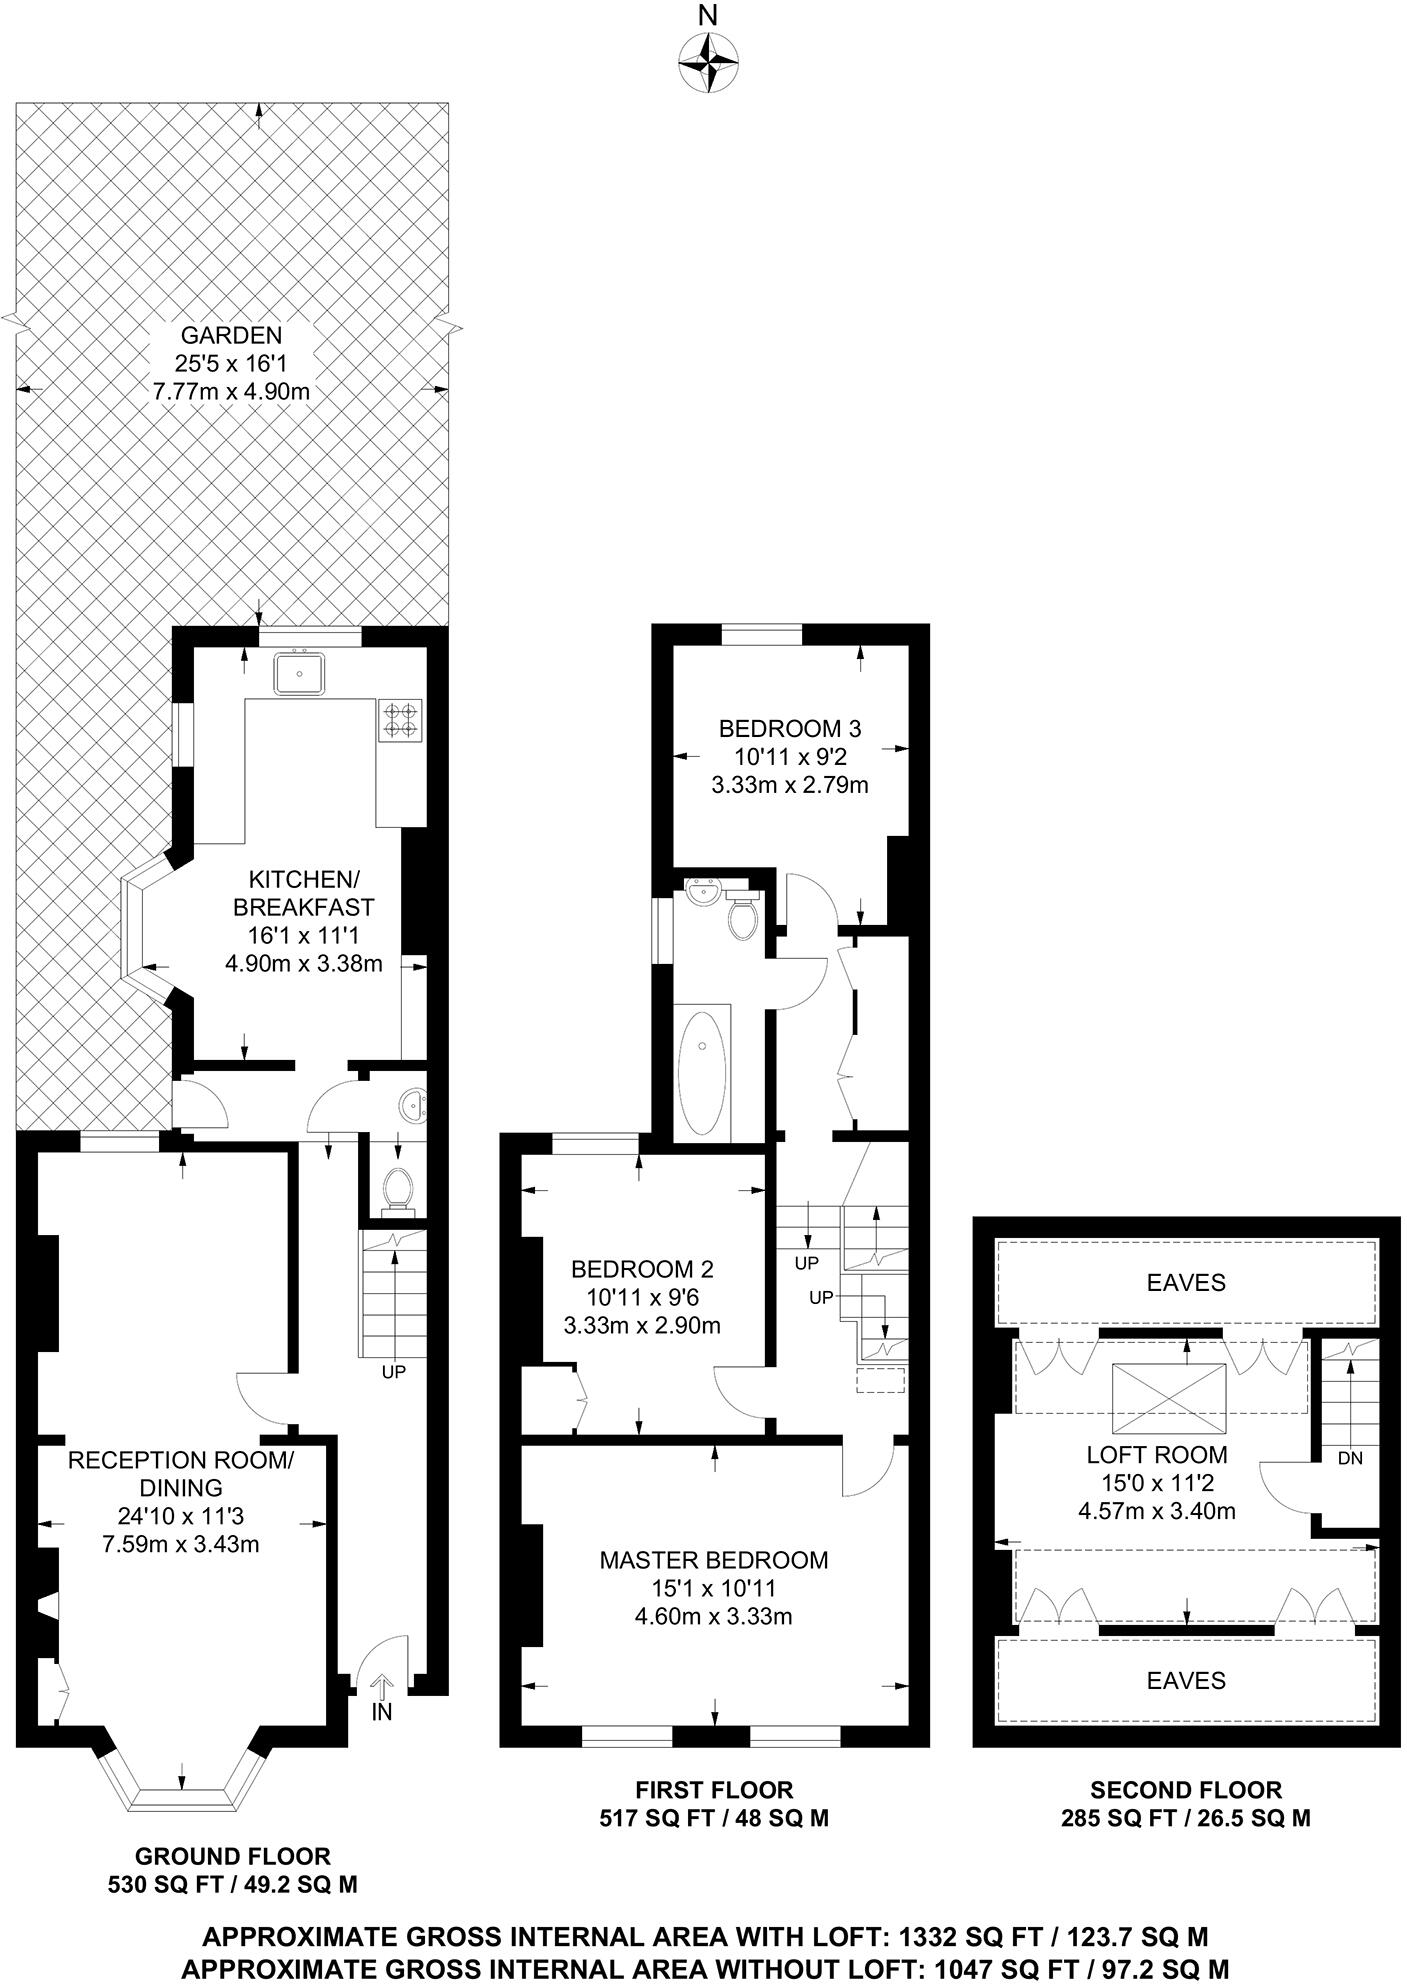 N
GARDEN
25'5 x 16'1
7.77m x 4.90m
KITCHEN/
BREAKFAST
16'1 x 11'1
4.90m x 3.38m
UP
RECEPTION ROOM/
DINING
24'10 x 11'3
7.59m x 3.43m
IN
GROUND FLOOR
530 SQ FT / 49.2 SQ M
BEDROOM 3
10'11 x 9'2
3.33m x 2.79m
UP
UP
BEDROOM 2
10'11 x 9'6
3.33m x 2.90m
MASTER BEDROOM
15'1 x 10'11
4.60m x 3.33m
FIRST FLOOR
517 SQ FT / 48 SQ M
EAVES
LOFT ROOM
15'0 x 11'2
4.57m x 3.40m
DN
EAVES
SECOND FLOOR
285 SQ FT / 26.5 SQ M
APPROXIMATE GROSS INTERNAL AREA WITH LOFT: 1332 SQ FT / 123.7 SQ M
APPROXIMATE GROSS INTERNAL AREA WITHOUT LOFT: 1047 SQ FT / 97.2 SQ M